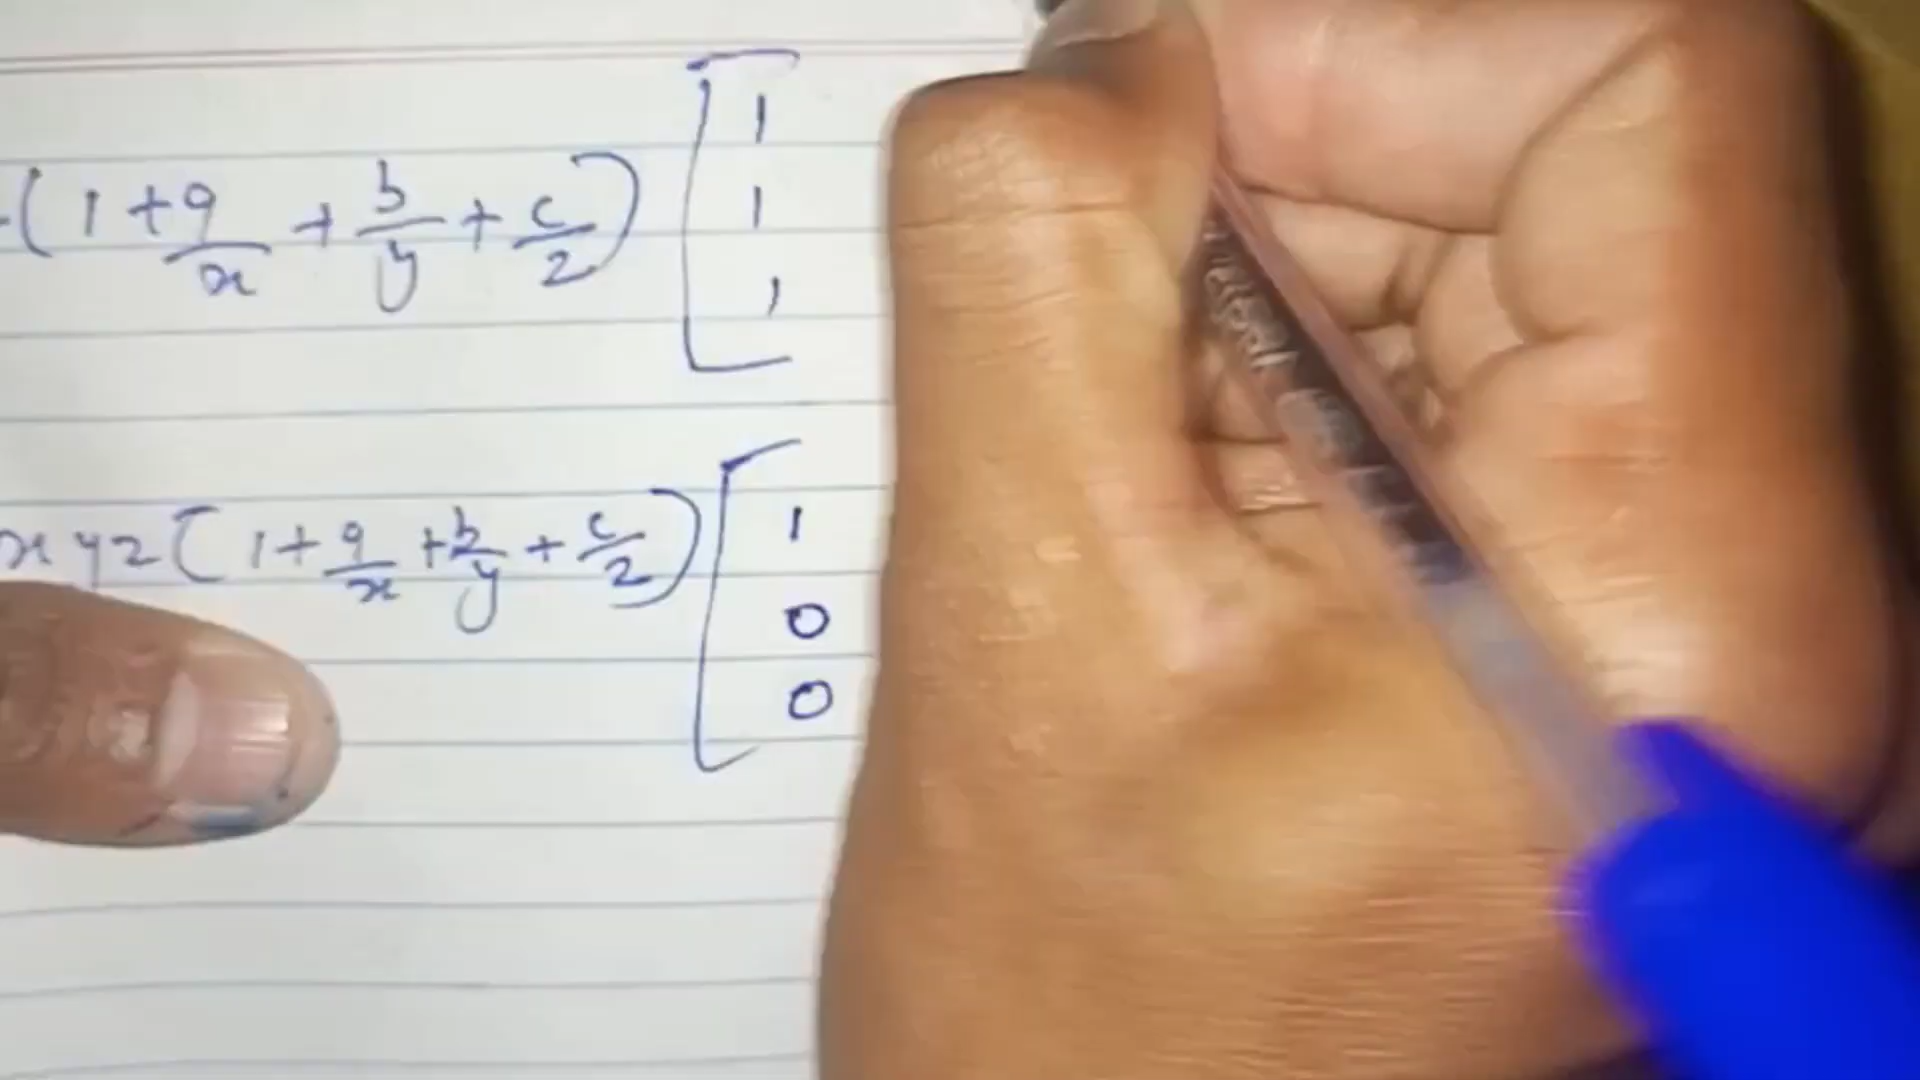 (1 + a/x + b/y + c/z) [ 1
1
1
xyz ( 1 + a/x + b/y + c/z ) [ 1
0
0